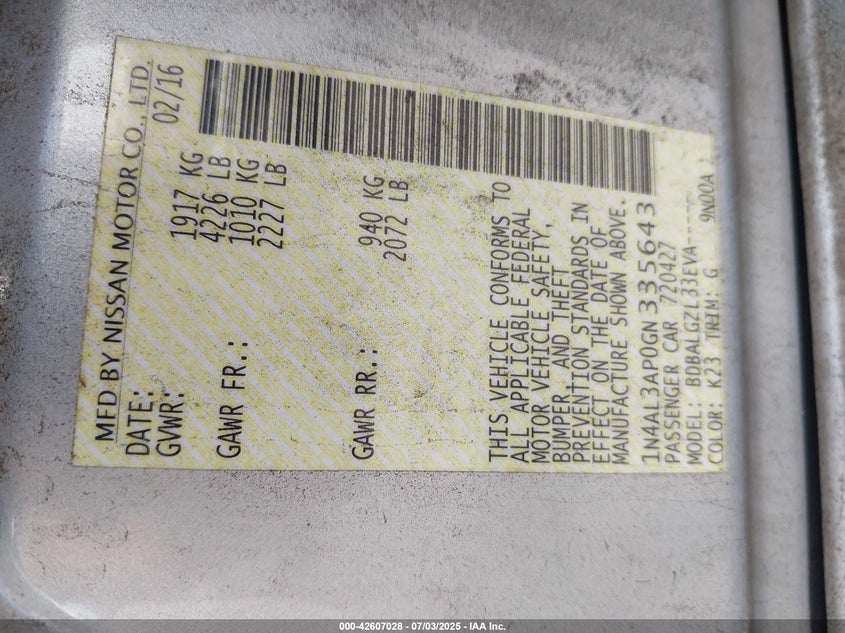 MFD BY NISSAN MOTOR CO., LTD.
DATE: 02/16
GVWR: 1917 KG
4226 LB
GAWR FR.: 1010 KG
2227 LB
GAWR RR.: 940 KG
2072 LB
THIS VEHICLE CONFORMS TO
ALL APPLICABLE FEDERAL
MOTOR VEHICLE SAFETY,
BUMPER, AND THEFT
PREVENTION STANDARDS IN
EFFECT ON THE DATE OF
MANUFACTURE SHOWN ABOVE.
1N4AL3AP0GN335643
PASSENGER CAR 720427
MODEL: BDBALGZL33EVA-----
COLOR: K23 TRIM: G 9N00A
000-42607028 - 07/03/2025 - IAA Inc.